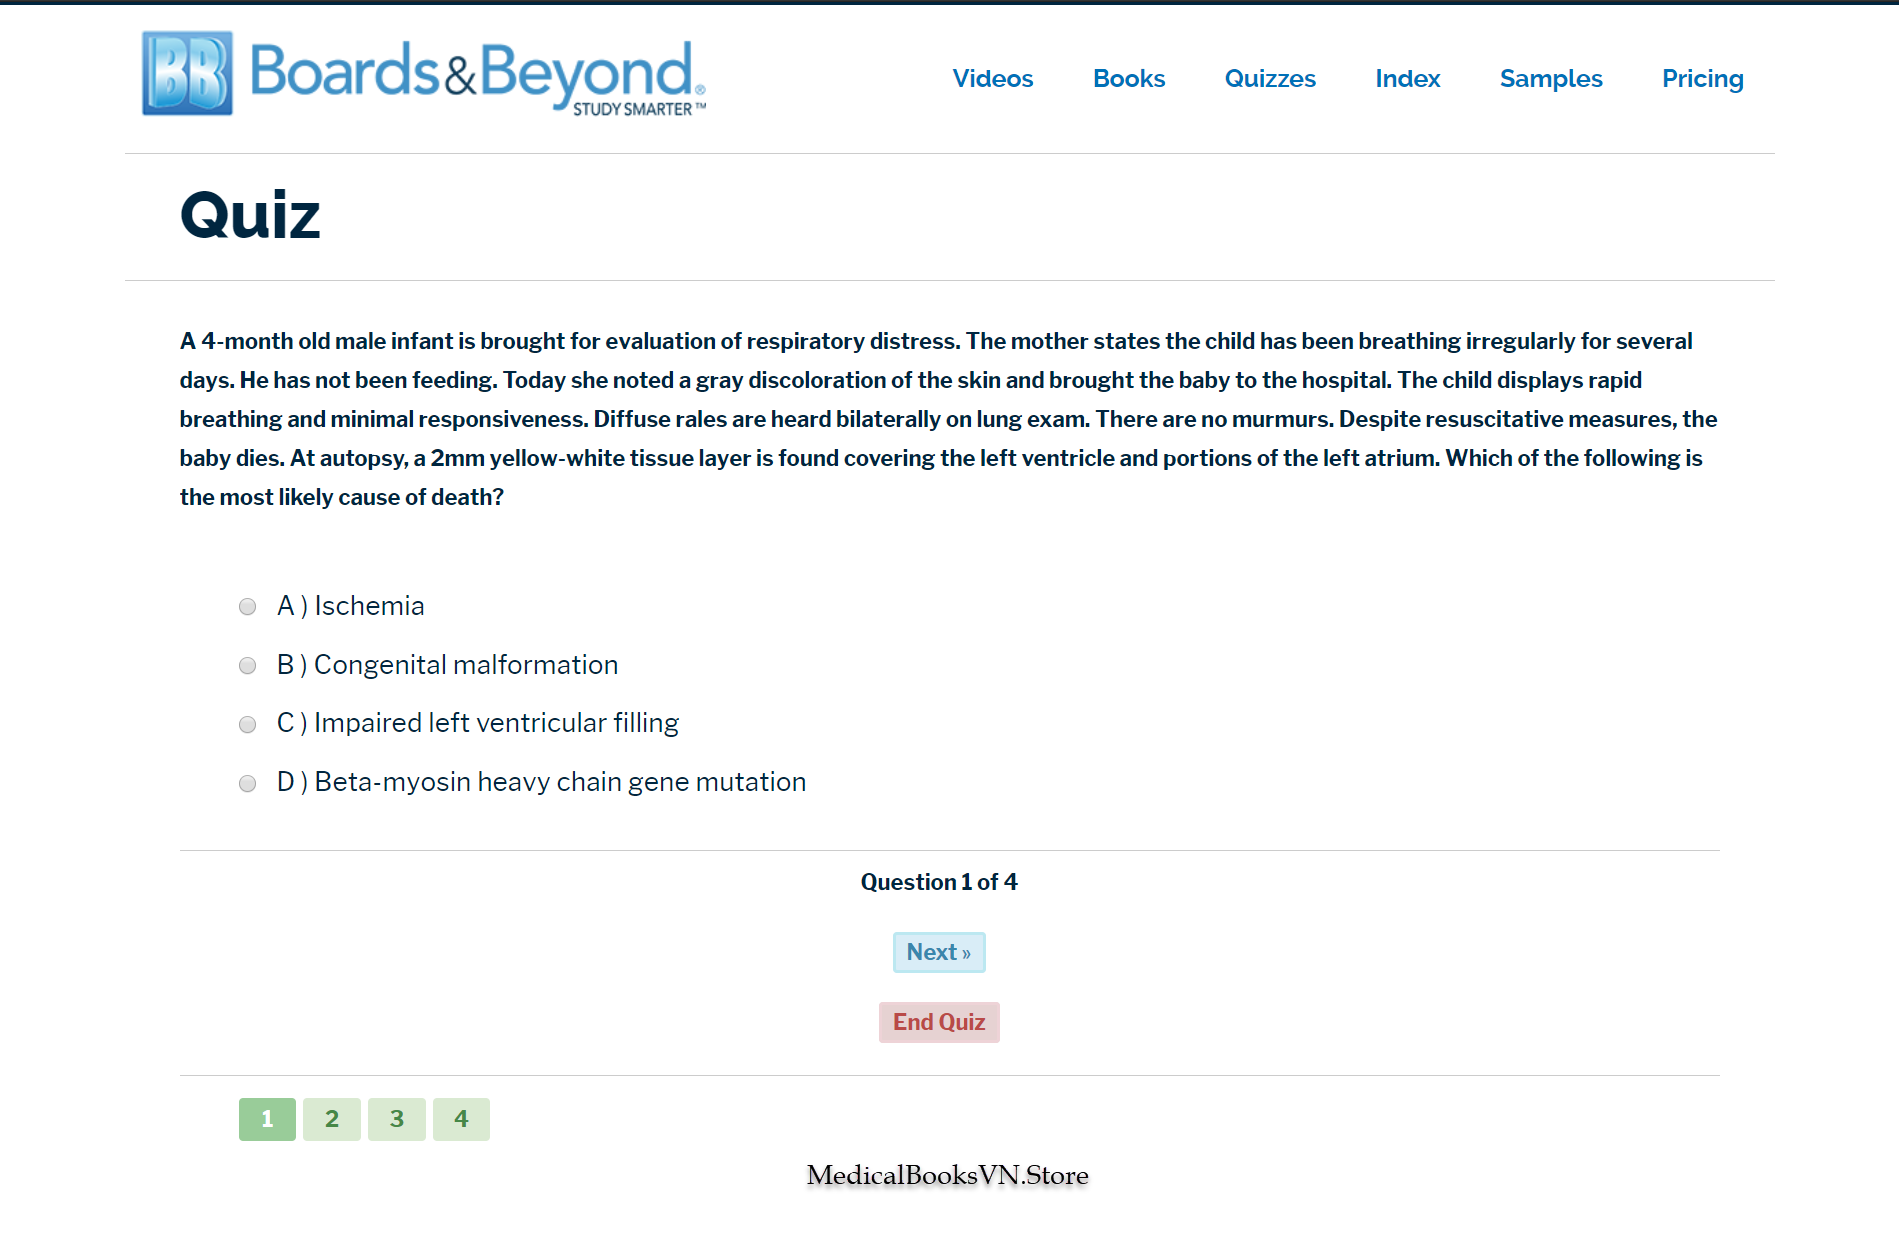 BB Boards&Beyond®
STUDY SMARTER™
Videos Books Quizzes Index Samples Pricing
Quiz
A 4-month old male infant is brought for evaluation of respiratory distress. The mother states the child has been breathing irregularly for several
days. He has not been feeding. Today she noted a gray discoloration of the skin and brought the baby to the hospital. The child displays rapid
breathing and minimal responsiveness. Diffuse rales are heard bilaterally on lung exam. There are no murmurs. Despite resuscitative measures, the
baby dies. At autopsy, a 2mm yellow-white tissue layer is found covering the left ventricle and portions of the left atrium. Which of the following is
the most likely cause of death?
A ) Ischemia
B ) Congenital malformation
C ) Impaired left ventricular filling
D ) Beta-myosin heavy chain gene mutation
Question 1 of 4
Next »
End Quiz
1 2 3 4
MedicalBooksVN.Store